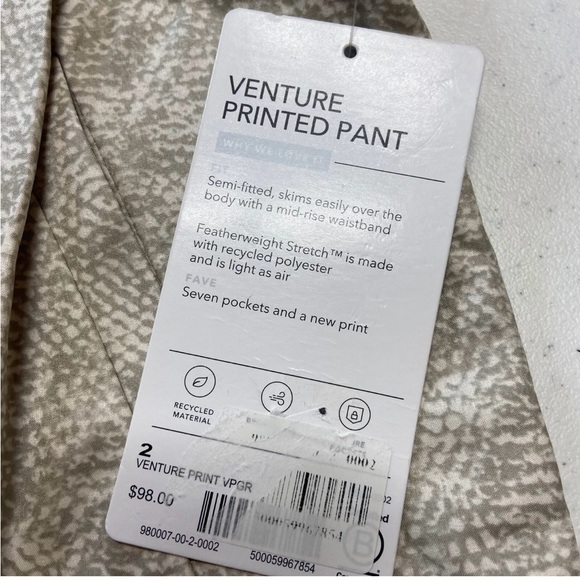 VENTURE
PRINTED PANT
WHY WE LOVE IT
Semi-fitted, skims easily over the
body with a mid-rise waistband
Featherweight Stretch™ is made
with recycled polyester
and is light as air
FAVE
Seven pockets and a new print
RECYCLED
MATERIAL
2
0002
VENTURE PRINT VPGR
$98.00
500059967854
B
980007-00-2-0002
500059967854